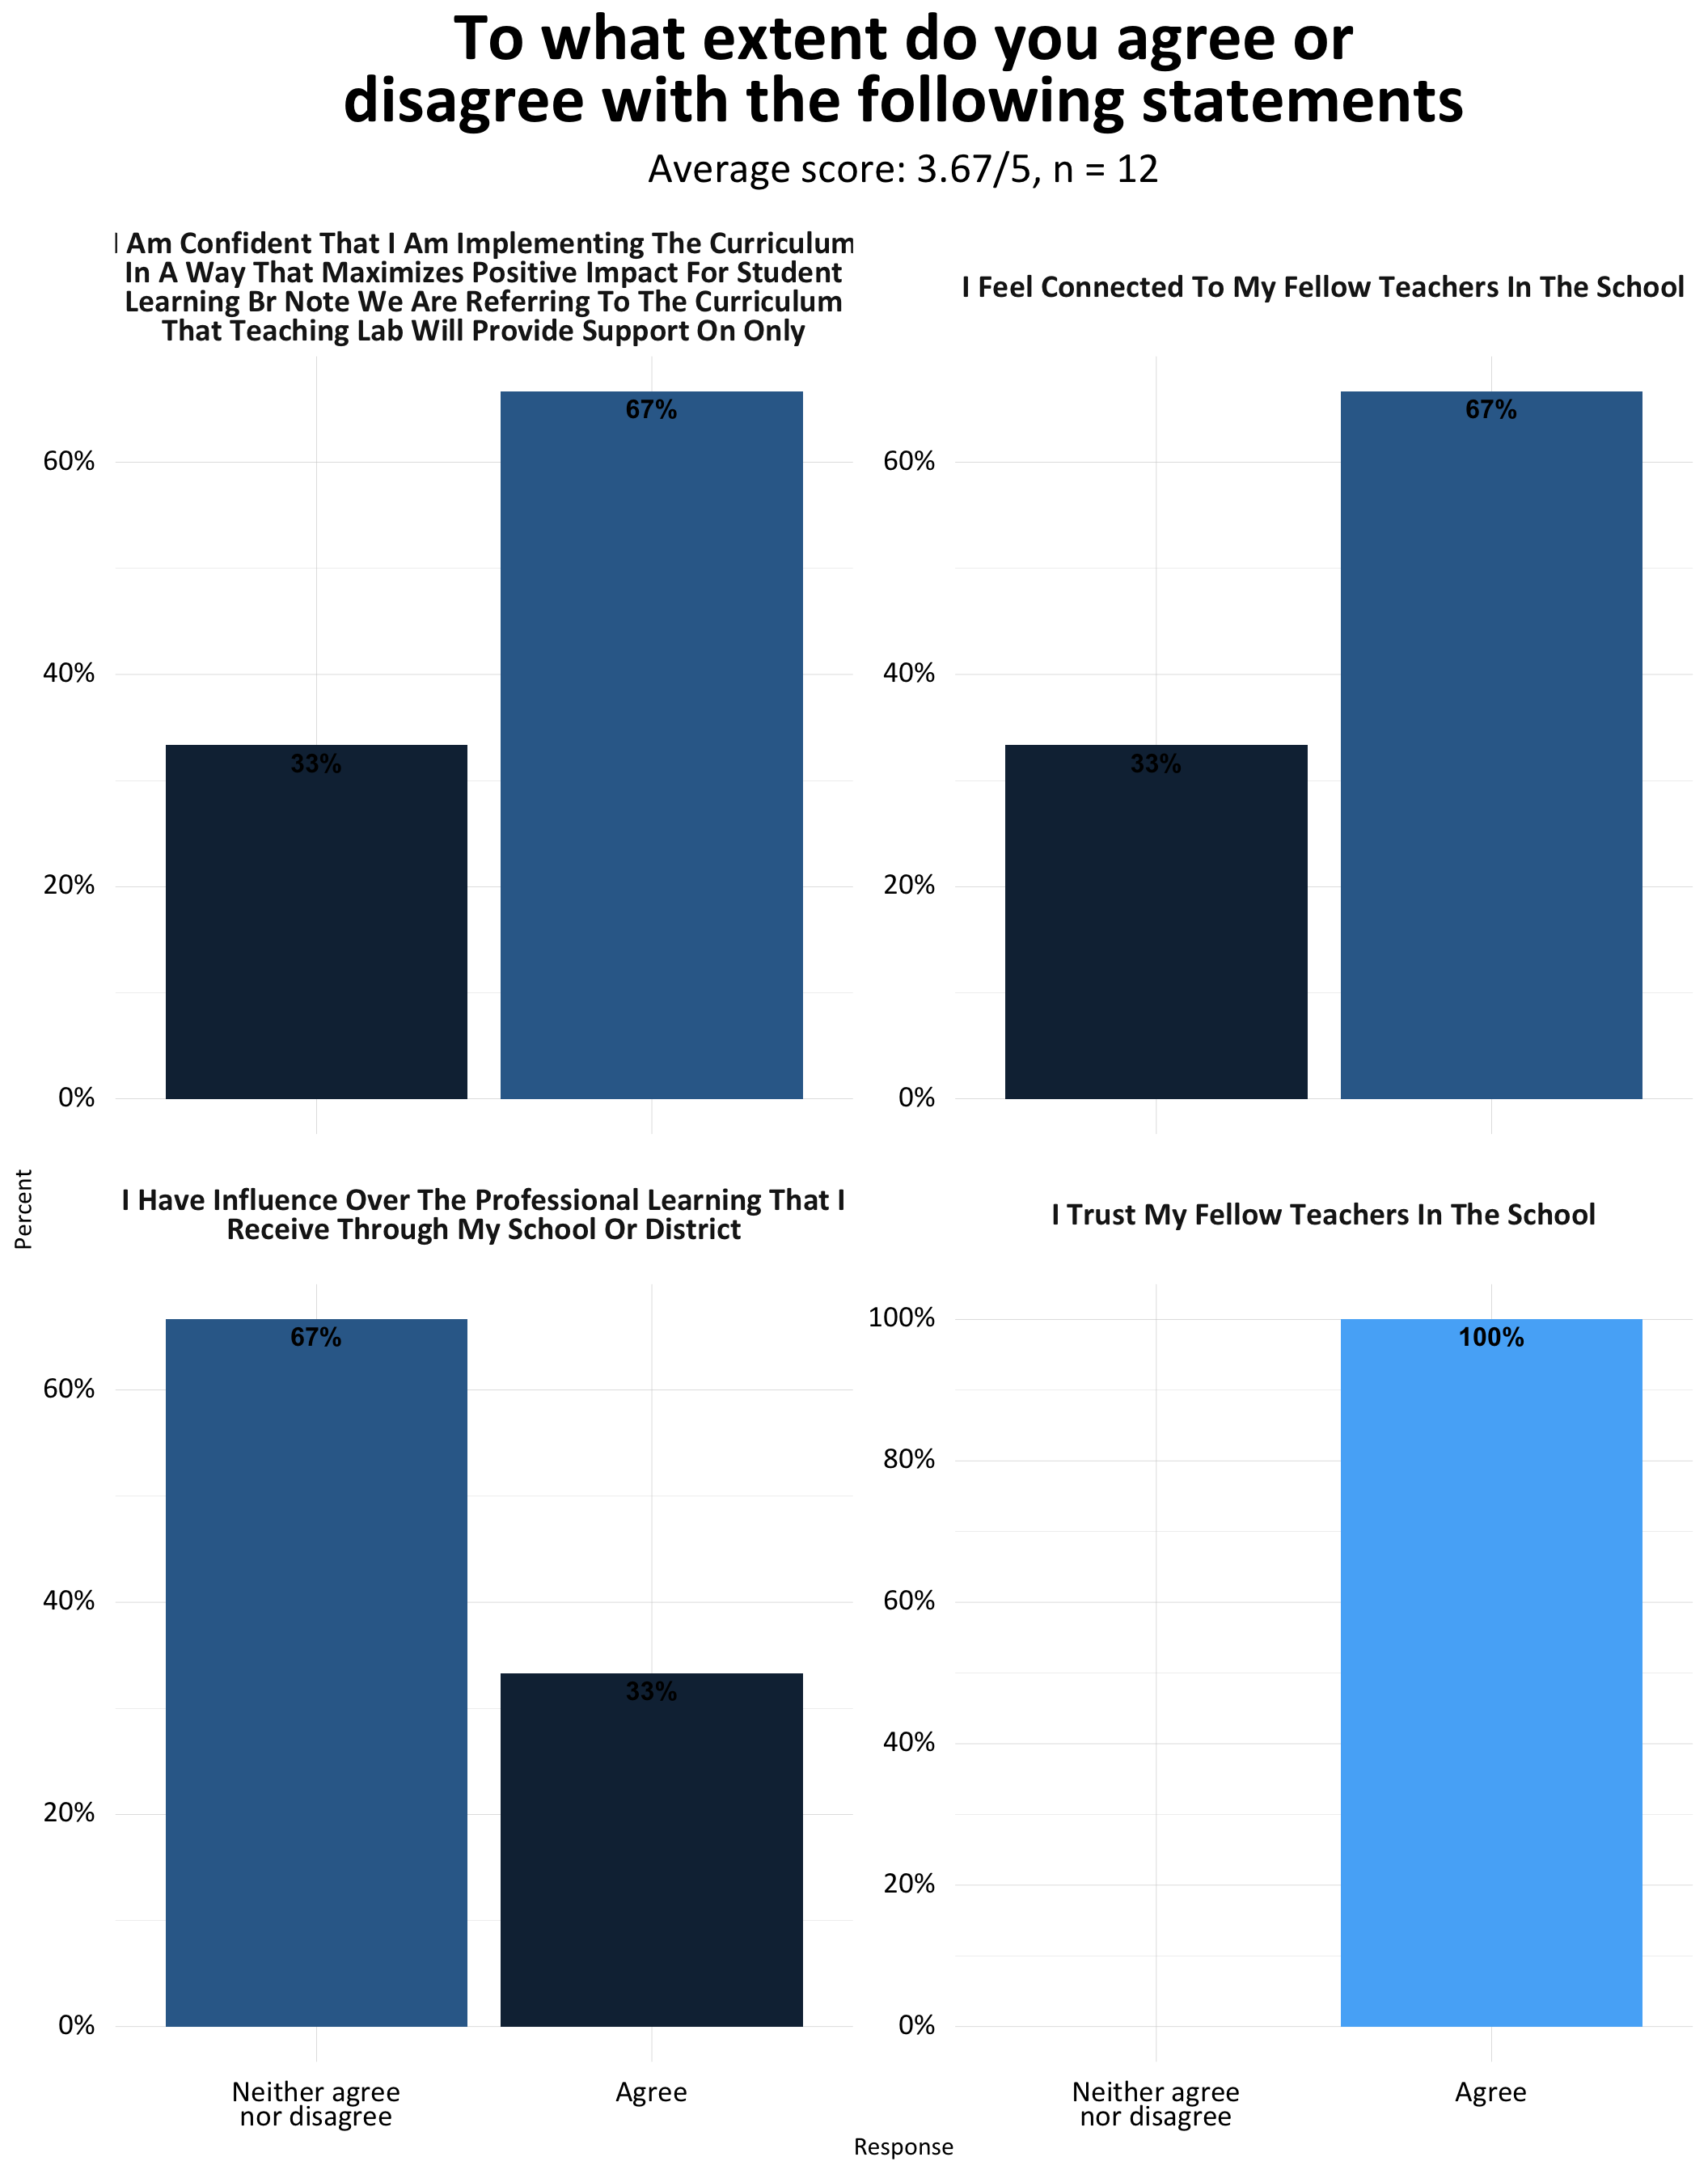 To what extent do you agree or
disagree with the following statements
Average score: 3.67/5, n = 12
I Am Confident That I Am Implementing The Curriculum
In A Way That Maximizes Positive Impact For Student
Learning Br Note We Are Referring To The Curriculum
That Teaching Lab Will Provide Support On Only
67%
60%
40%
33%
20%
0%
I Feel Connected To My Fellow Teachers In The School
67%
60%
40%
33%
20%
0%
Percent
I Have Influence Over The Professional Learning That I
Receive Through My School Or District
67%
60%
40%
33%
20%
0%
Neither agree
nor disagree
Agree
I Trust My Fellow Teachers In The School
100%
100%
80%
60%
40%
20%
0%
Neither agree
nor disagree
Agree
Response